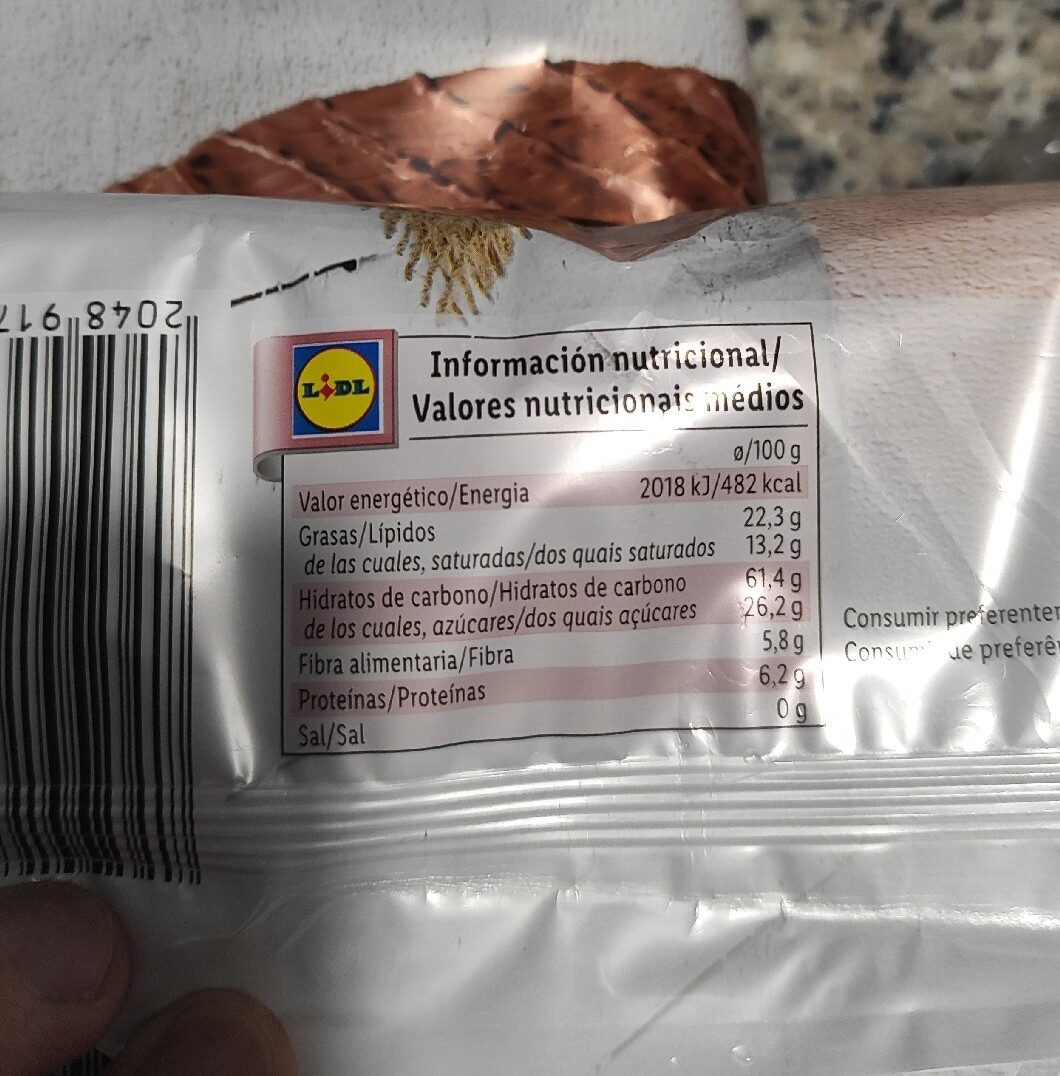 2048 917
LIDL
Información nutricional/
Valores nutricionais médios
ø/100 g
Valor energético/Energia 2018 kJ/482 kcal
Grasas/Lípidos 22,3 g
de las cuales, saturadas/dos quais saturados 13,2 g
Hidratos de carbono/Hidratos de carbono 61,4 g
de los cuales, azúcares/dos quais açúcares 26,2 g
Fibra alimentaria/Fibra 5,8 g
Proteínas/Proteínas 6,2 g
Sal/Sal 0 g
Consumir
de